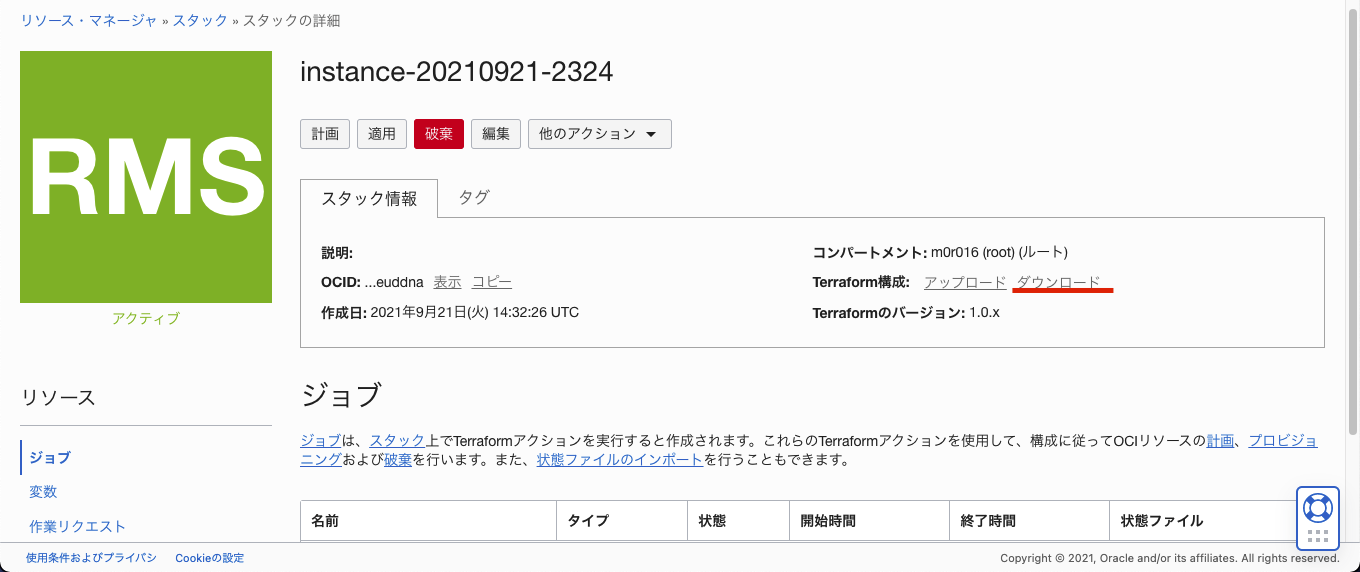 リソース・マネージャ » スタック » スタックの詳細
RMS
アクティブ
instance-20210921-2324
計画 適用 破棄 編集 他のアクション
スタック情報 タグ
説明:
OCID: ...euddna 表示 コピー
作成日: 2021年9月21日(火) 14:32:26 UTC
コンパートメント: m0r016 (root) (ルート)
Terraform構成: アップロード ダウンロード
Terraformのバージョン: 1.0.x
リソース
ジョブ
変数
作業リクエスト
ジョブ
ジョブは、スタック上でTerraformアクションを実行すると作成されます。これらのTerraformアクションを使用して、構成に従ってOCIリソースの計画、プロビジョ
ニングおよび破棄を行います。また、状態ファイルのインポートを行うこともできます。
名前 タイプ 状態 開始時間 終了時間 状態ファイル
使用条件およびプライバシ Cookieの設定
Copyright © 2021, Oracle and/or its affiliates. All rights reserved.